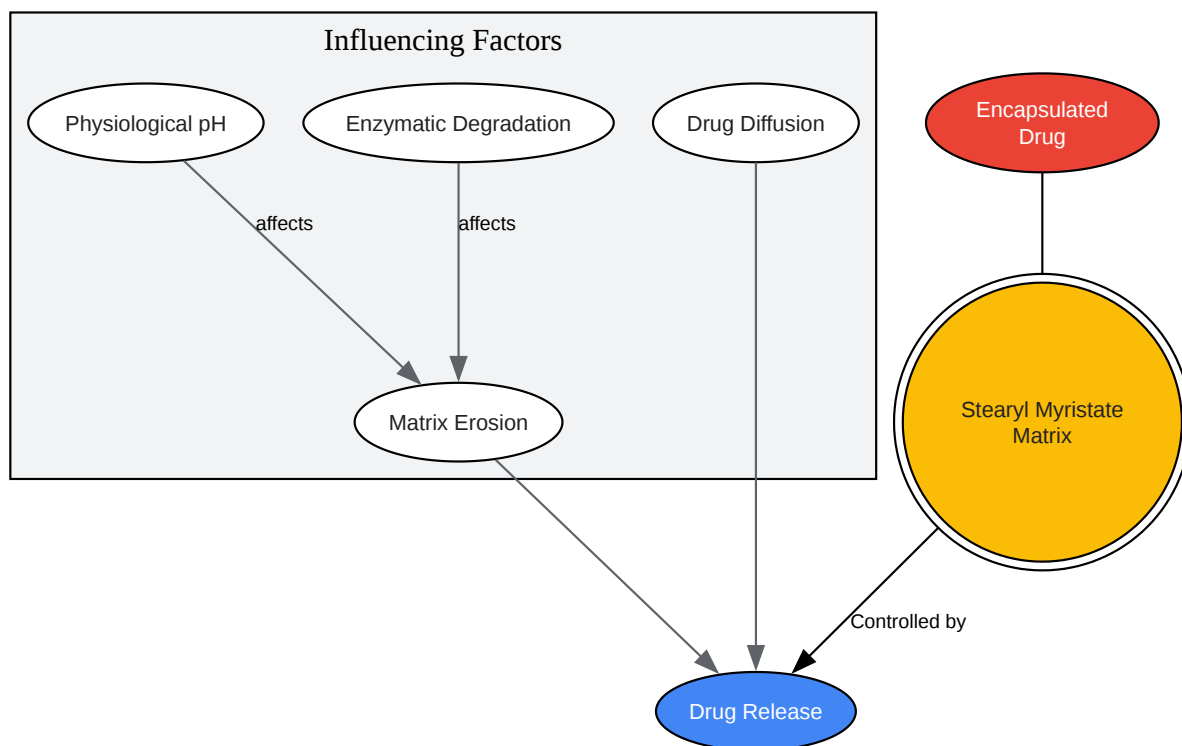 Influencing Factors
Physiological pH
Enzymatic Degradation
Drug Diffusion
Encapsulated
Drug
affects
affects
Matrix Erosion
Stearyl Myristate
Matrix
Controlled by
Drug Release